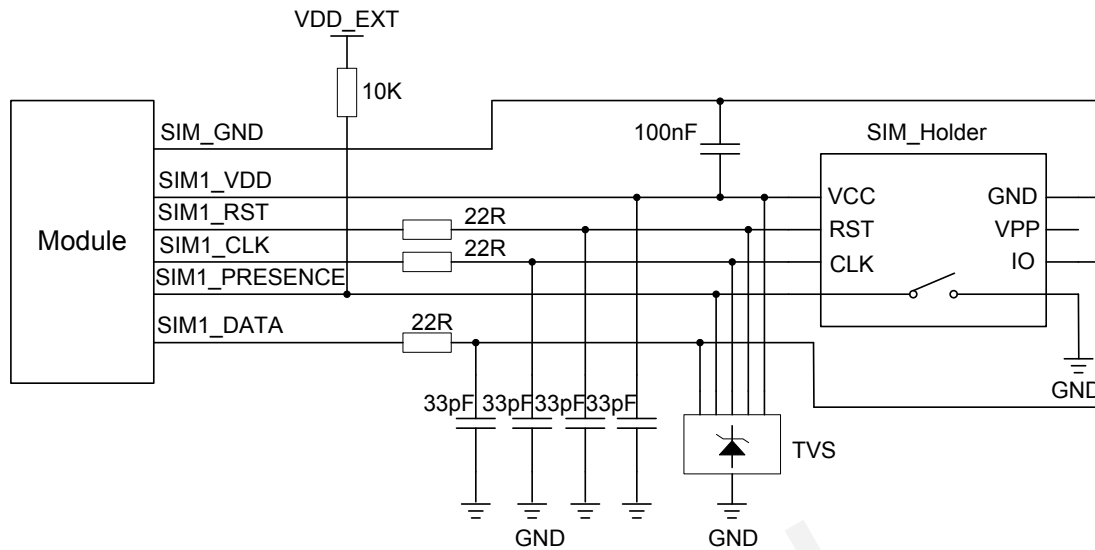 VDD_EXT
10K
SIM_GND
100nF
SIM_Holder
SIM1_VDD
VCC
GND
SIM1_RST
22R
RST
VPP
Module
SIM1_CLK
22R
CLK
IO
SIM1_PRESENCE
SIM1_DATA
22R
GND
33pF 33pF 33pF 33pF
TVS
GND
GND